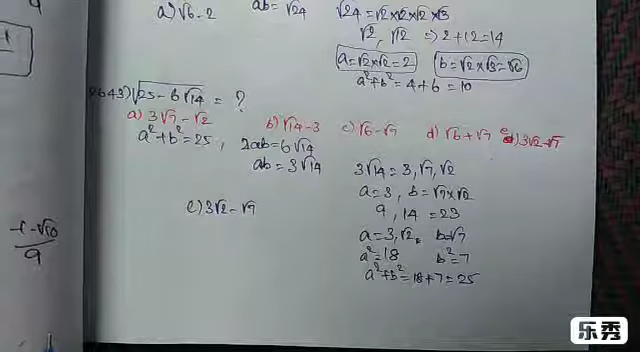 a) √6 - 2
ab = √24
√24 = √2×√2×√2×√3
√2, √2 ⇒ 2+12 = 14
a = √2×√2 = 2
b = √2×√3 = √6
a²+b² = 4+6 = 10
2643) √25 - 6√14 = ?
a) 3√7 - √2
b) √14 - 3
c) √6 - √7
d) √6 + √7
e) 3√2 - √7
a²+b² = 25, 2ab = 6√14
ab = 3√14
3√14 = 3, √7, √2
a = 3, b = √7×√2
9, 14 = 23
e) 3√2 - √7
a = 3, √2, b = √7
a² = 18 b² = 7
a²+b² = 18+7 = 25
9
乐秀